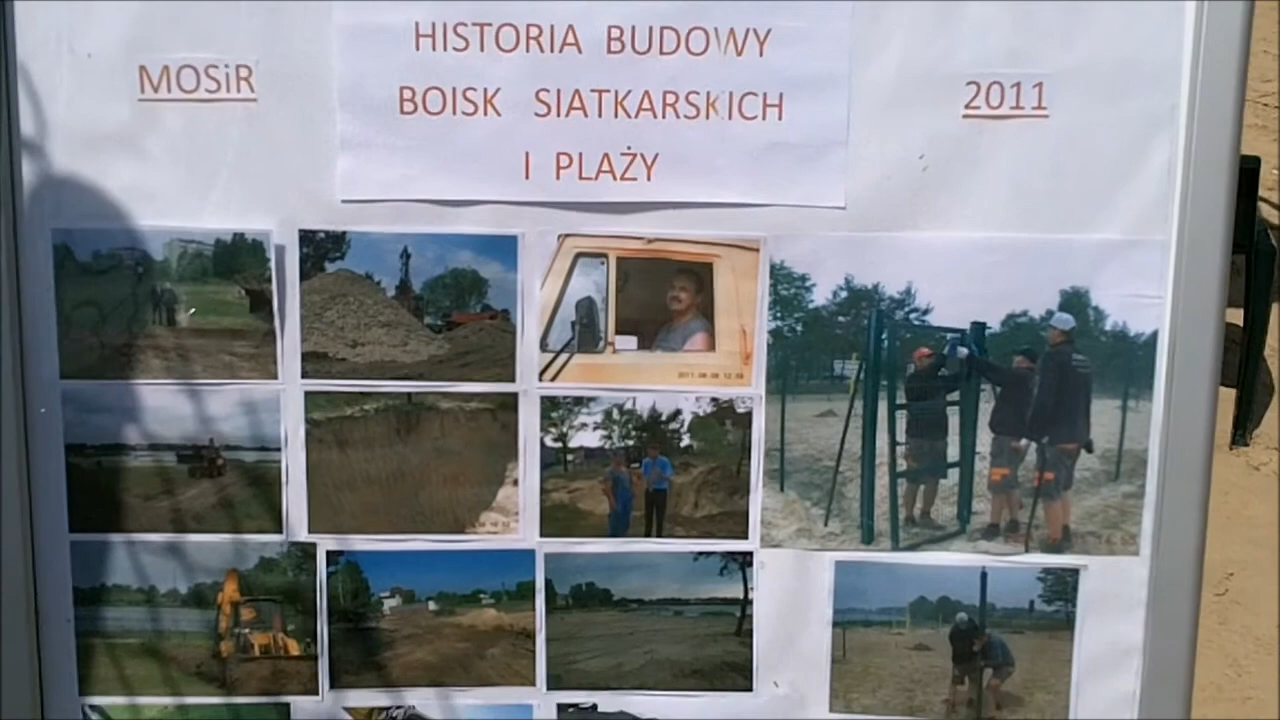 MOSiR
HISTORIA BUDOWY
BOISK SIATKARSKICH
I PLAŻY
2011